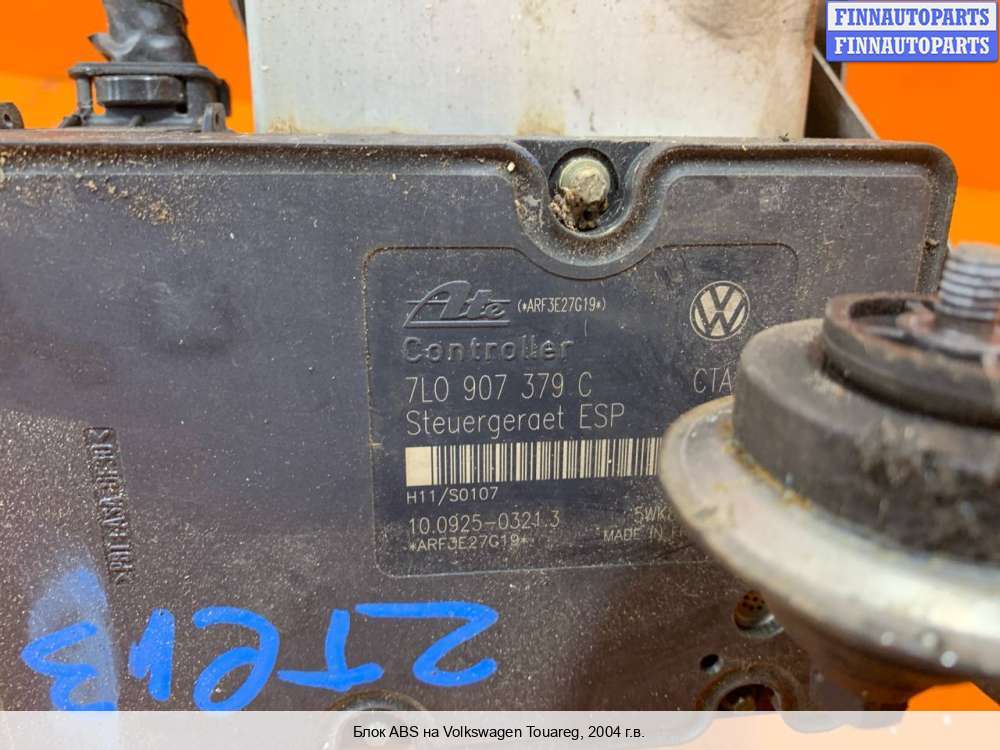 FINNAUTOPARTS
FINNAUTOPARTS
Ate (*ARF3E27G19*)
Controller
7L0 907 379 C
Steuergeraet ESP
H11/S0107
10.0925-0321.3
*ARF3E27G19*
MADE IN
Блок ABS на Volkswagen Touareg, 2004 г.в.